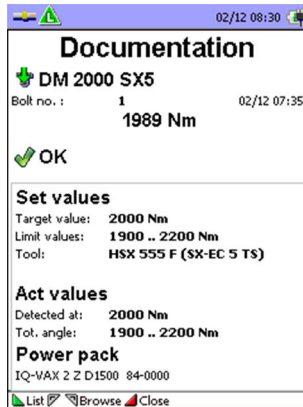 02/12 08:30
Documentation
DM 2000 SX5
Bolt no. : 1 02/12 07:35
1989 Nm
OK
Set values
Target value: 2000 Nm
Limit values: 1900 .. 2200 Nm
Tool: HSX 555 F (SX-EC 5 TS)
Act values
Detected at: 2000 Nm
Tot. angle: 1900 .. 2200 Nm
Power pack
IQ-VAX 2 Z D1500 84-0000
List Browse Close